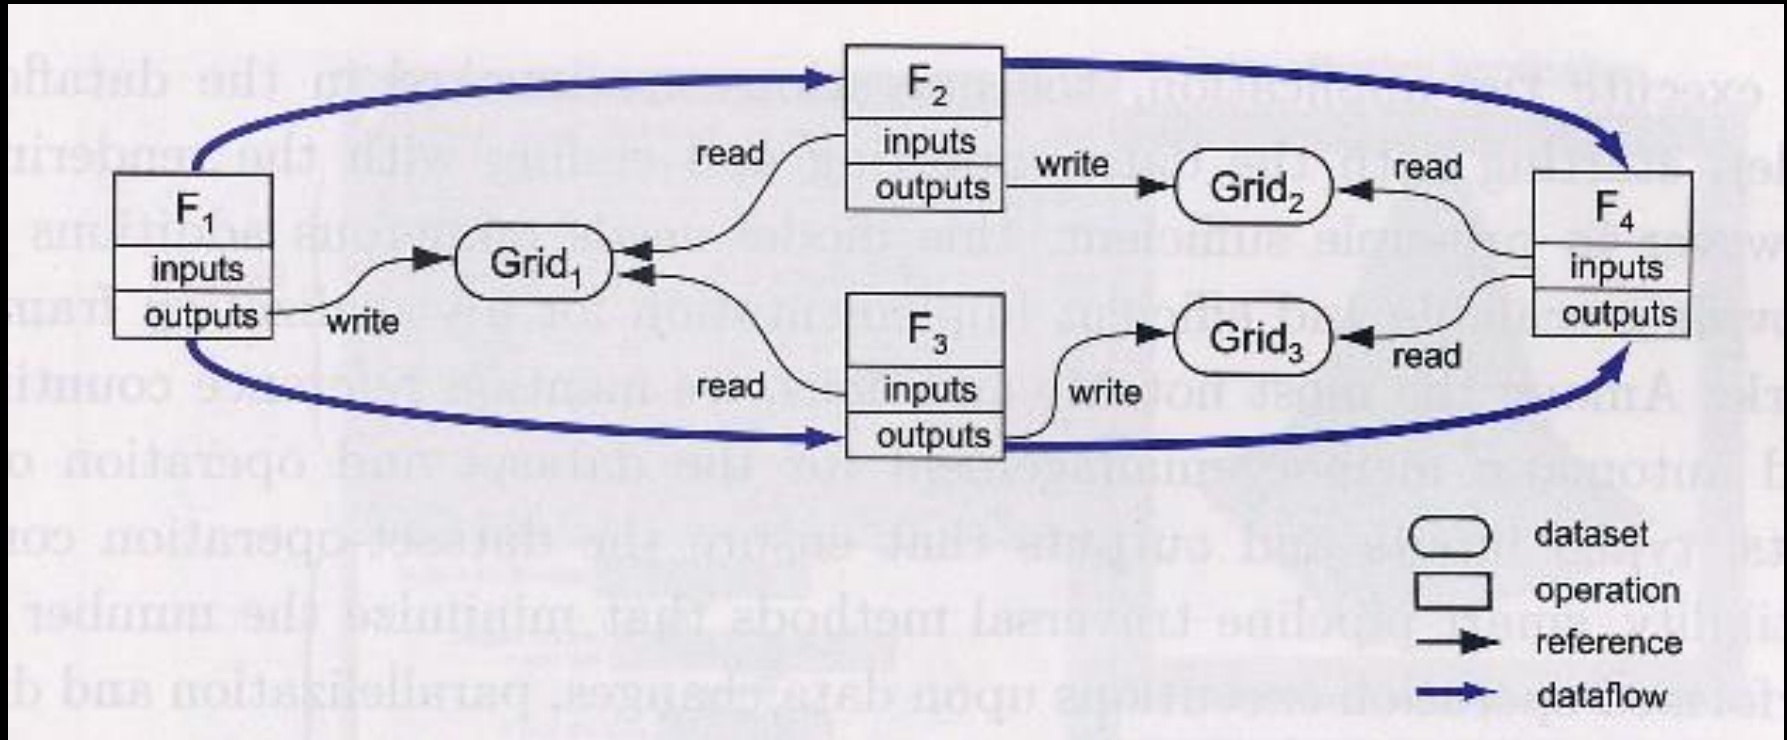 F₂
inputs
outputs
read
write
Grid₂
read
F₁
inputs
outputs
write
Grid₁
F₄
inputs
outputs
F₃
inputs
outputs
read
write
Grid₃
read
dataset
operation
reference
dataflow